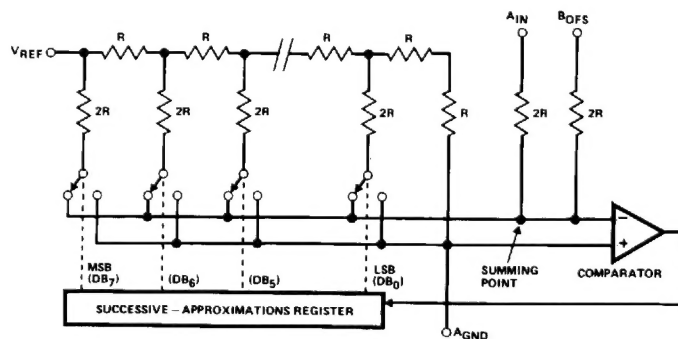 A_IN B_OFS
V_REF R R R R
2R 2R 2R 2R R 2R 2R
− +
MSB (DB_7) (DB_6) (DB_5) LSB (DB_0)
SUMMING POINT
COMPARATOR
SUCCESSIVE – APPROXIMATIONS REGISTER
A_GND